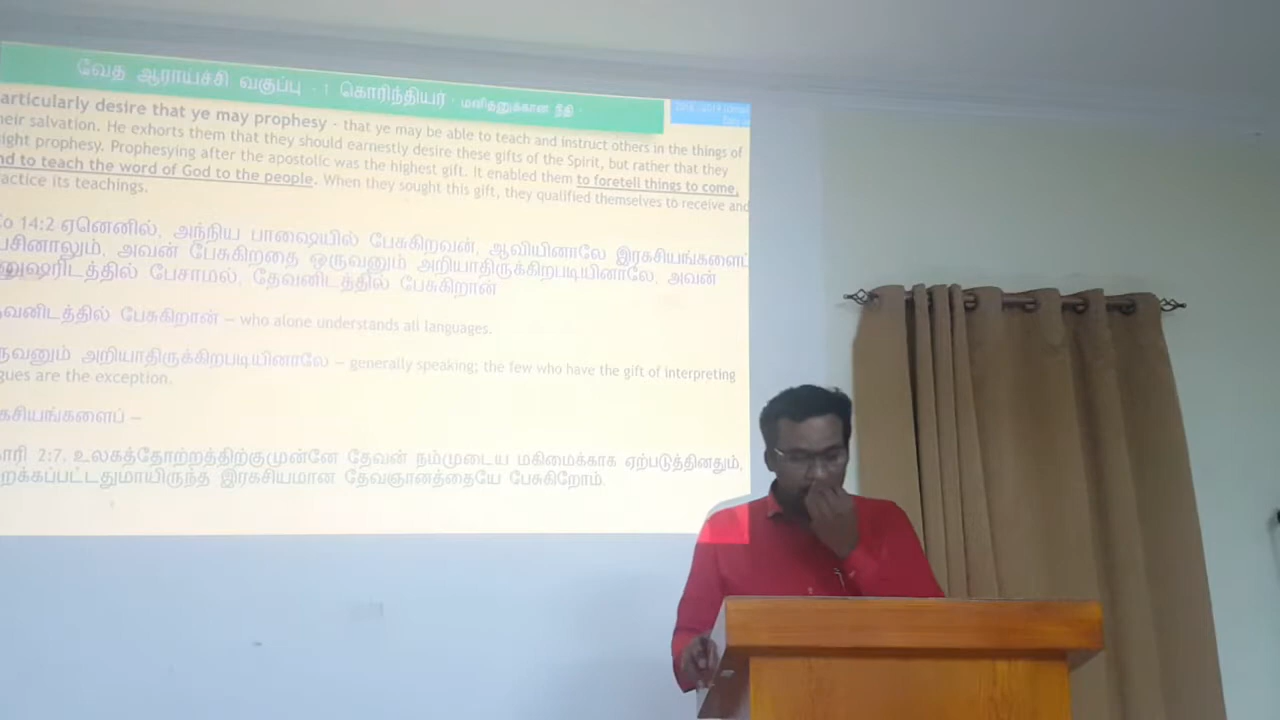 வேத ஆராய்ச்சி வகுப்பு - 1 கொரிந்தியர் - மனிதனுக்கான நீதி -
articularly desire that ye may prophesy - that ye may be able to teach and instruct others in the things of
heir salvation. He exhorts them that they should earnestly desire these gifts of the Spirit, but rather that they
ight prophesy. Prophesying after the apostolic was the highest gift. It enabled them to foretell things to come,
nd to teach the word of God to the people. When they sought this gift, they qualified themselves to receive and
actice its teachings.
Co 14:2 ஏனெனில், அந்நிய பாஷையில் பேசுகிறவன், ஆவியினாலே இரகசியங்களைப்
பசினாலும், அவன் பேசுகிறதை ஒருவனும் அறியாதிருக்கிறபடியினாலே, அவன்
னுஷரிடத்தில் பேசாமல், தேவனிடத்தில் பேசுகிறான்
வனிடத்தில் பேசுகிறான் – who alone understands all languages.
ருவனும் அறியாதிருக்கிறபடியினாலே – generally speaking; the few who have the gift of interpreting
gues are the exception.
கசியங்களைப் –
ாரி 2:7. உலகத்தோற்றத்திற்குமுன்னே தேவன் நம்முடைய மகிமைக்காக ஏற்படுத்தினதும்,
றக்கப்பட்டதுமாயிருந்த இரகசியமான தேவஞானத்தையே பேசுகிறோம்.